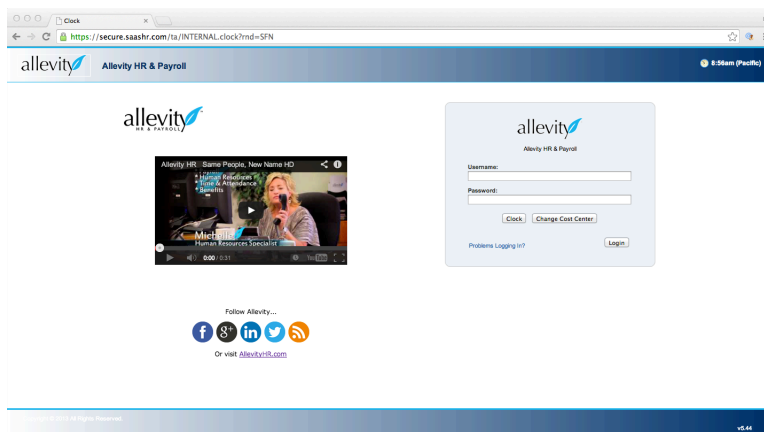 Clock
https://secure.saashr.com/ta/INTERNAL.clock?rnd=SFN
allevity
Allevity HR & Payroll
8:56am (Pacific)
allevity
HR & PAYROLL
Allevity HR Same People, New Name HD
* Human Resources
* Time & Attendance
* Benefits
Michelle
Human Resources Specialist
0:00 / 0:31
YouTube
allevity
Allevity HR & Payroll
Username:
Password:
Clock
Change Cost Center
Problems Logging In?
Login
Follow Allevity...
f
g+
in
Or visit AllevityHR.com
All Rights Reserved.
v5.44